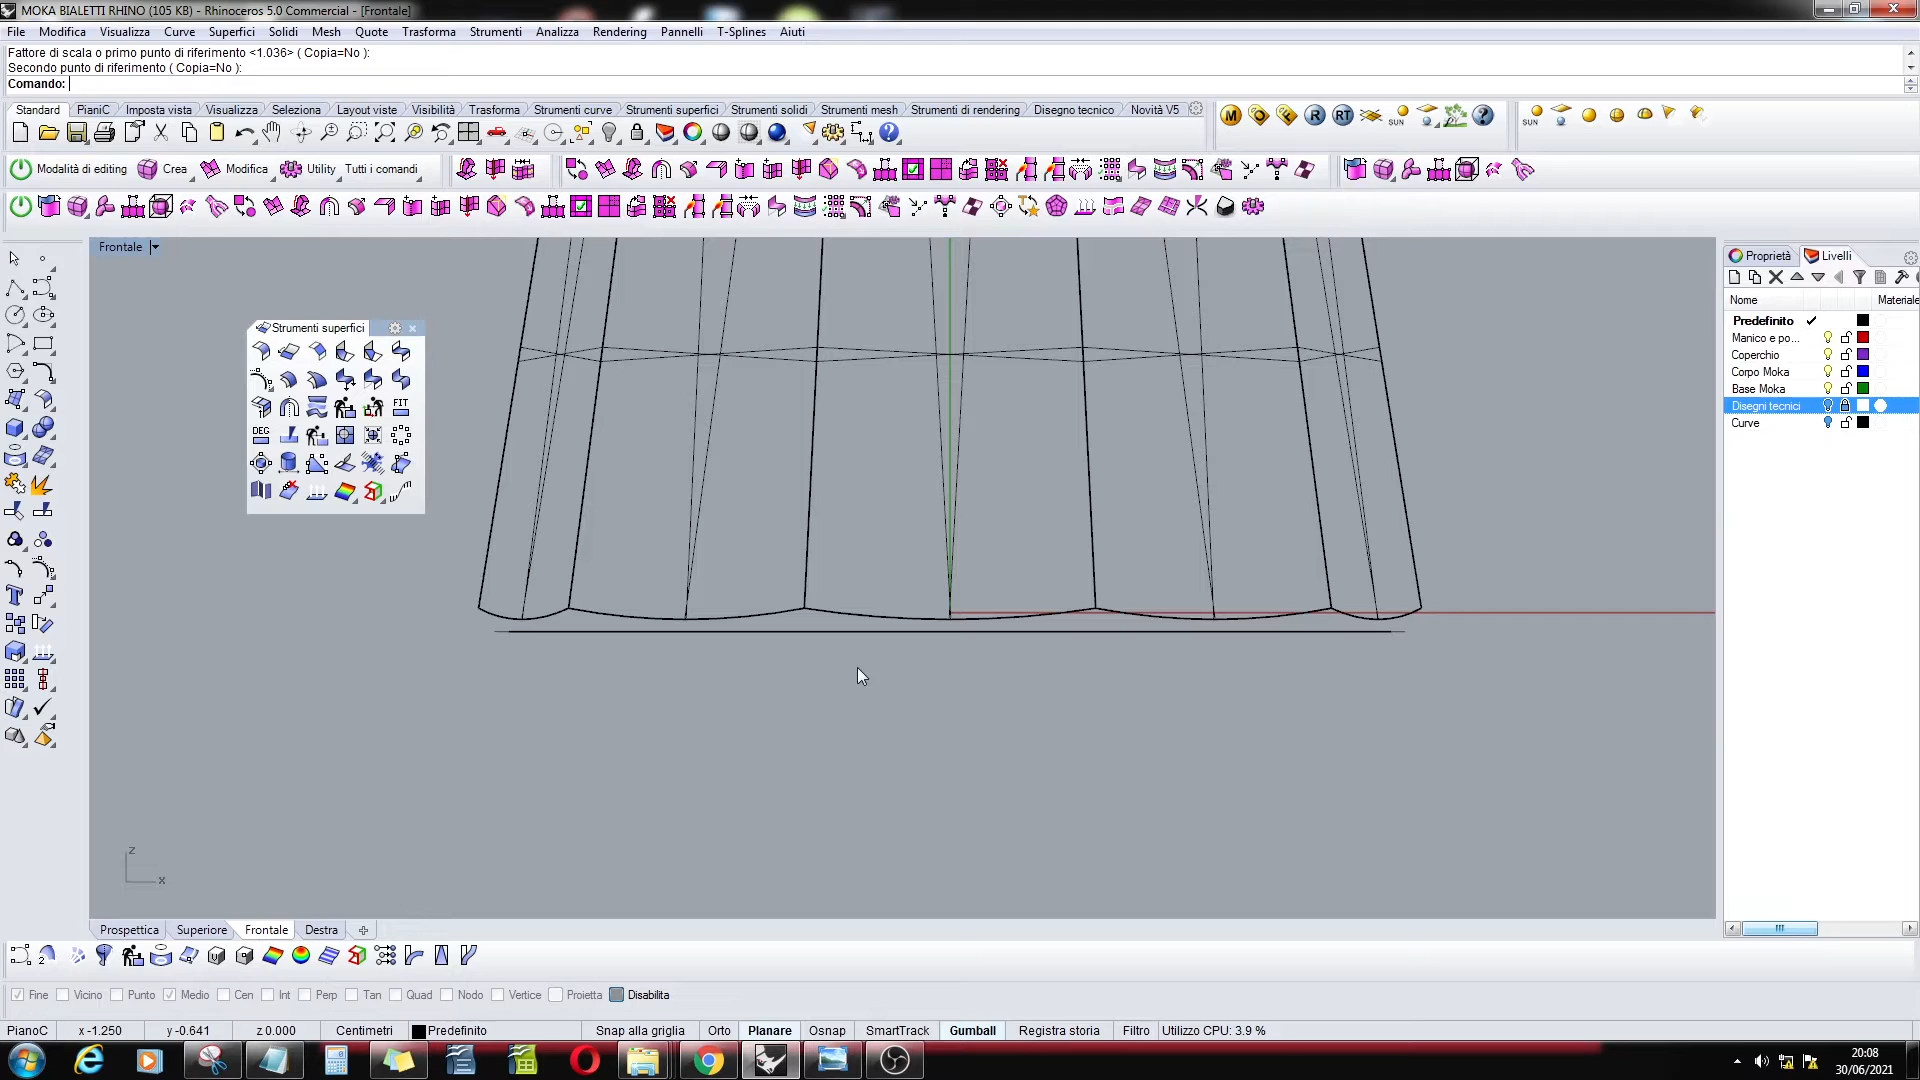 MOKA BIALETTI RHINO (105 KB) - Rhinoceros 5.0 Commercial - [Frontale]
File Modifica Visualizza Curve Superfici Solidi Mesh Quote Trasforma Strumenti Analizza Rendering Pannelli T-Splines Aiuti
Fattore di scala o primo punto di riferimento <1.036> ( Copia=No ):
Secondo punto di riferimento ( Copia=No ):
Comando:
Standard PianiC Imposta vista Visualizza Seleziona Layout viste Visibilità Trasforma Strumenti curve Strumenti superfici Strumenti solidi Strumenti mesh Strumenti di rendering Disegno tecnico Novità V5
M R RT SUN ? SUN
Modalità di editing Crea Modifica Utility Tutti i comandi
Frontale
Proprietà Livelli
Strumenti superfici
FIT
DEG
Nome Materiale
Predefinito
Manico e po...
Coperchio
Corpo Moka
Base Moka
Disegni tecnici
Curve
z
x
Prospettica Superiore Frontale Destra
Fine Vicino Punto Medio Cen Int Perp Tan Quad Nodo Vertice Proietta Disabilita
PianoC x -1.250 y -0.641 z 0.000 Centimetri Predefinito Snap alla griglia Orto Planare Osnap SmartTrack Gumball Registra storia Filtro Utilizzo CPU: 3.9 %
20:08
30/06/2021